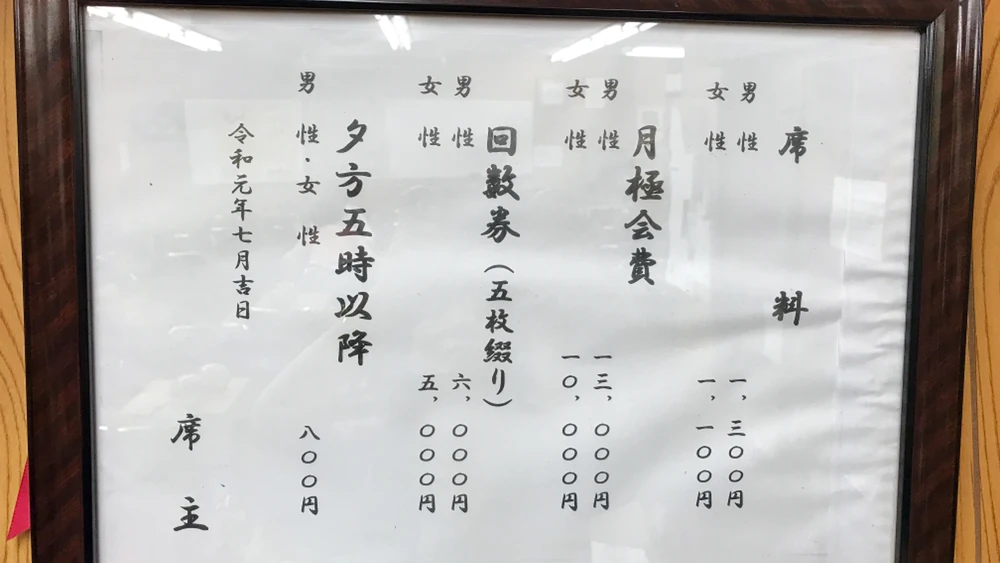 席料
男性 一、三〇〇円
女性 一、一〇〇円
月極会費
男性 一三、〇〇〇円
女性 一〇、〇〇〇円
回数券（五枚綴り）
男性 六、〇〇〇円
女性 五、〇〇〇円
夕方五時以降
男性・女性 八〇〇円
令和元年七月吉日
席主